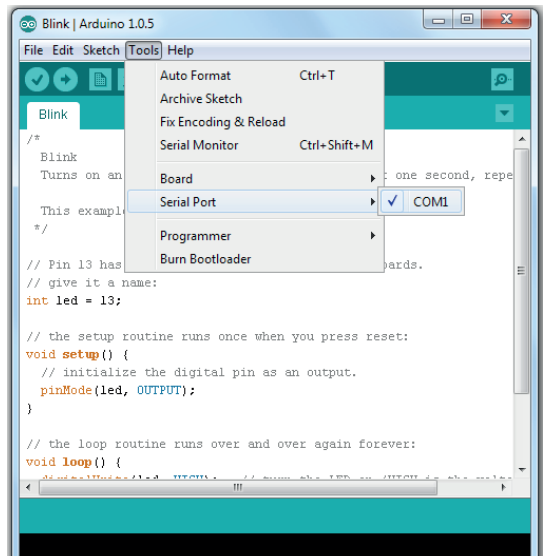 Blink | Arduino 1.0.5
File Edit Sketch Tools Help
Auto Format Ctrl+T
Archive Sketch
Fix Encoding & Reload
Serial Monitor Ctrl+Shift+M
Board
Serial Port
COM1
Programmer
Burn Bootloader
Blink
/*
Blink
Turns on an one second, repe
This exampl
*/
// Pin 13 has oards.
// give it a name:
int led = 13;
// the setup routine runs once when you press reset:
void setup() {
// initialize the digital pin as an output.
pinMode(led, OUTPUT);
}
// the loop routine runs over and over again forever:
void loop() {